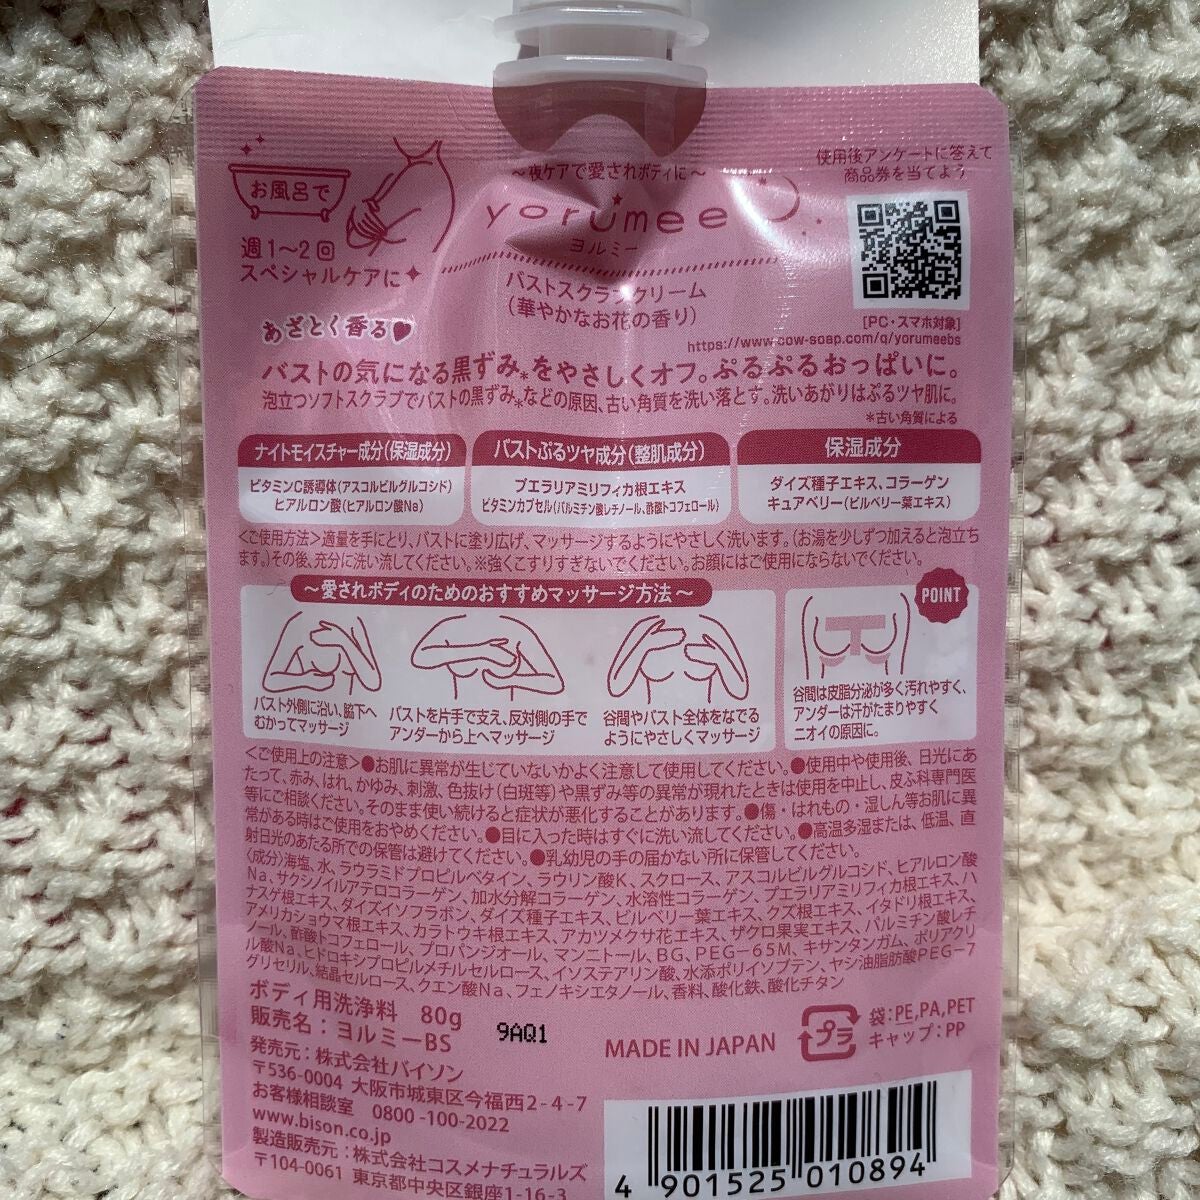 ～夜ケアで愛されボディに～
yorumee
ヨルミー
バストスクラブクリーム
(華やかなお花の香り)
お風呂で
週1～2回
スペシャルケアに
使用後アンケートに答えて
商品券を当てよう
[PC・スマホ対象]
https://www.cow-soap.com/q/yorumeebs
あざとく香る♥
バストの気になる黒ずみ*をやさしくオフ。ぷるぷるおっぱいに。
泡立つソフトスクラブでバストの黒ずみ*などの原因、古い角質を洗い落とす。洗いあがりはぷるツヤ肌に。
*古い角質による
ナイトモイスチャー成分(保湿成分)
ビタミンC誘導体(アスコルビルグルコシド)
ヒアルロン酸(ヒアルロン酸Na)
バストぷるツヤ成分(整肌成分)
プエラリアミリフィカ根エキス
ビタミンカプセル(パルミチン酸レチノール、酢酸トコフェロール)
保湿成分
ダイズ種子エキス、コラーゲン
キュアベリー(ビルベリー葉エキス)
<ご使用方法>適量を手にとり、バストに塗り広げ、マッサージするようにやさしく洗います。(お湯を少しずつ加えると泡立ち
ます。)その後、充分に洗い流してください。※強くこすりすぎないでください。お顔にはご使用にならないでください。
～愛されボディのためのおすすめマッサージ方法～
バスト外側に沿い、脇下へ
むかってマッサージ
バストを片手で支え、反対側の手で
アンダーから上へマッサージ
谷間やバスト全体をなでる
ようにやさしくマッサージ
POINT
谷間は皮脂分泌が多く汚れやすく、
アンダーは汗がたまりやすく
ニオイの原因に。
<ご使用上の注意>●お肌に異常が生じていないかよく注意して使用してください。●使用中や使用後、日光にあ
たって、赤み、はれ、かゆみ、刺激、色抜け(白斑等)や黒ずみ等の異常が現れたときは使用を中止し、皮ふ科専門医
等にご相談ください。そのまま使い続けると症状が悪化することがあります。●傷・はれもの・湿しん等お肌に異
常がある時はご使用をおやめください。●目に入った時はすぐに洗い流してください。●高温多湿または、低温、直
射日光のあたる所での保管は避けてください。●乳幼児の手の届かない所に保管してください。
〈成分〉海塩、水、ラウラミドプロピルベタイン、ラウリン酸K、スクロース、アスコルビルグルコシド、ヒアルロン酸
Na、サクシノイルアテロコラーゲン、加水分解コラーゲン、水溶性コラーゲン、プエラリアミリフィカ根エキス、ハ
ナスゲ根エキス、ダイズイソフラボン、ダイズ種子エキス、ビルベリー葉エキス、クズ根エキス、イタドリ根エキス、
アメリカショウマ根エキス、カラトウキ根エキス、アカツメクサ花エキス、ザクロ果実エキス、パルミチン酸レチ
ノール、酢酸トコフェロール、プロパンジオール、マンニトール、BG、PEG-65M、キサンタンガム、ポリアクリ
ル酸Na、ヒドロキシプロピルメチルセルロース、イソステアリン酸、水添ポリイソブテン、ヤシ油脂肪酸PEG-7
グリセリル、結晶セルロース、クエン酸Na、フェノキシエタノール、香料、酸化鉄、酸化チタン
ボディ用洗浄料 80g
販売名:ヨルミーBS
9AQ1
MADE IN JAPAN
プラ
袋:PE,PA,PET
キャップ:PP
発売元:株式会社バイソン
〒536-0004 大阪市城東区今福西2-4-7
お客様相談室 0800-100-2022
www.bison.co.jp
製造販売元:株式会社コスメナチュラルズ
〒104-0061 東京都中央区銀座1-16-3
4 901525 010894